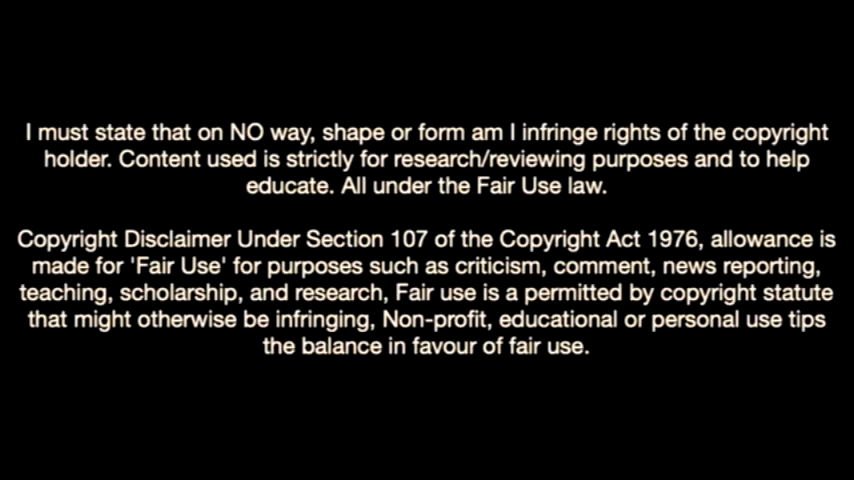 I must state that on NO way, shape or form am I infringe rights of the copyright
holder. Content used is strictly for research/reviewing purposes and to help
educate. All under the Fair Use law.
Copyright Disclaimer Under Section 107 of the Copyright Act 1976, allowance is
made for 'Fair Use' for purposes such as criticism, comment, news reporting,
teaching, scholarship, and research, Fair use is a permitted by copyright statute
that might otherwise be infringing, Non-profit, educational or personal use tips
the balance in favour of fair use.